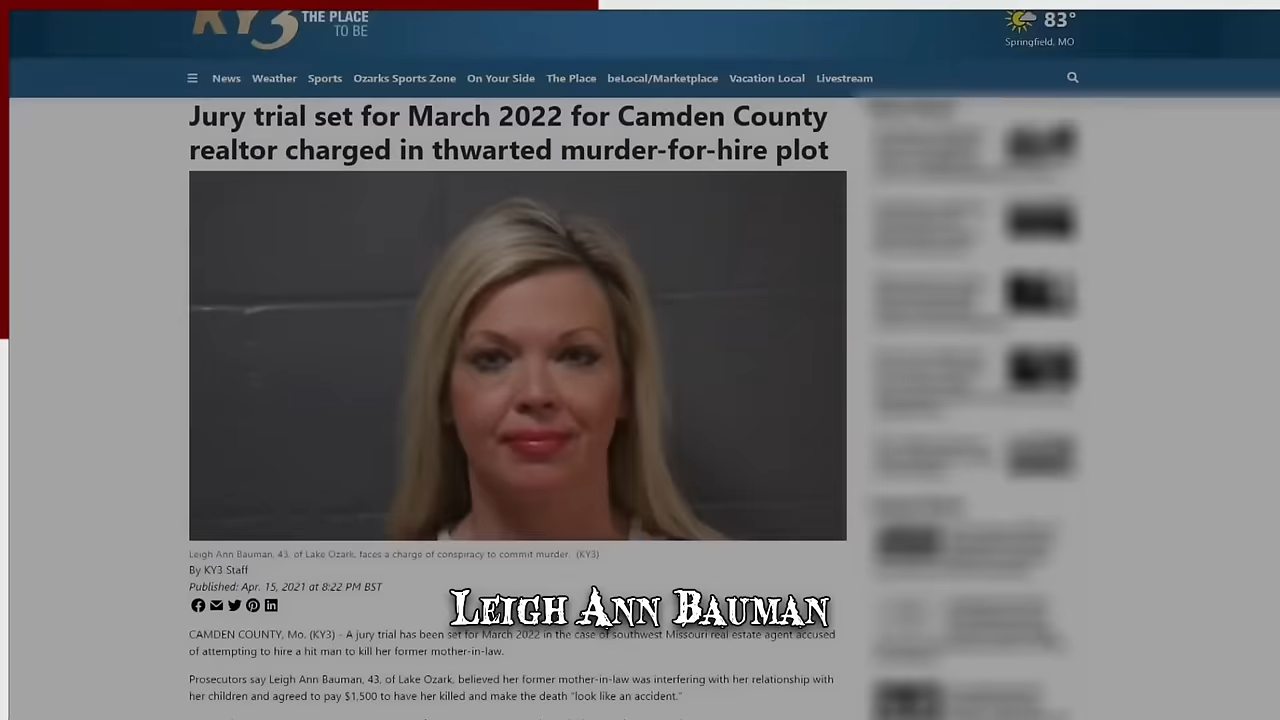 KY3 THE PLACE
TO BE
83°
Springfield, MO
News Weather Sports Ozarks Sports Zone On Your Side The Place beLocal/Marketplace Vacation Local Livestream
Jury trial set for March 2022 for Camden County
realtor charged in thwarted murder-for-hire plot
Leigh Ann Bauman, 43, of Lake Ozark, faces a charge of conspiracy to commit murder. (KY3)
By KY3 Staff
Published: Apr. 15, 2021 at 8:22 PM BST
Leigh Ann Bauman
CAMDEN COUNTY, Mo. (KY3) - A jury trial has been set for March 2022 in the case of southwest Missouri real estate agent accused
of attempting to hire a hit man to kill her former mother-in-law.
Prosecutors say Leigh Ann Bauman, 43, of Lake Ozark, believed her former mother-in-law was interfering with her relationship with
her children and agreed to pay $1,500 to have her killed and make the death “look like an accident.”